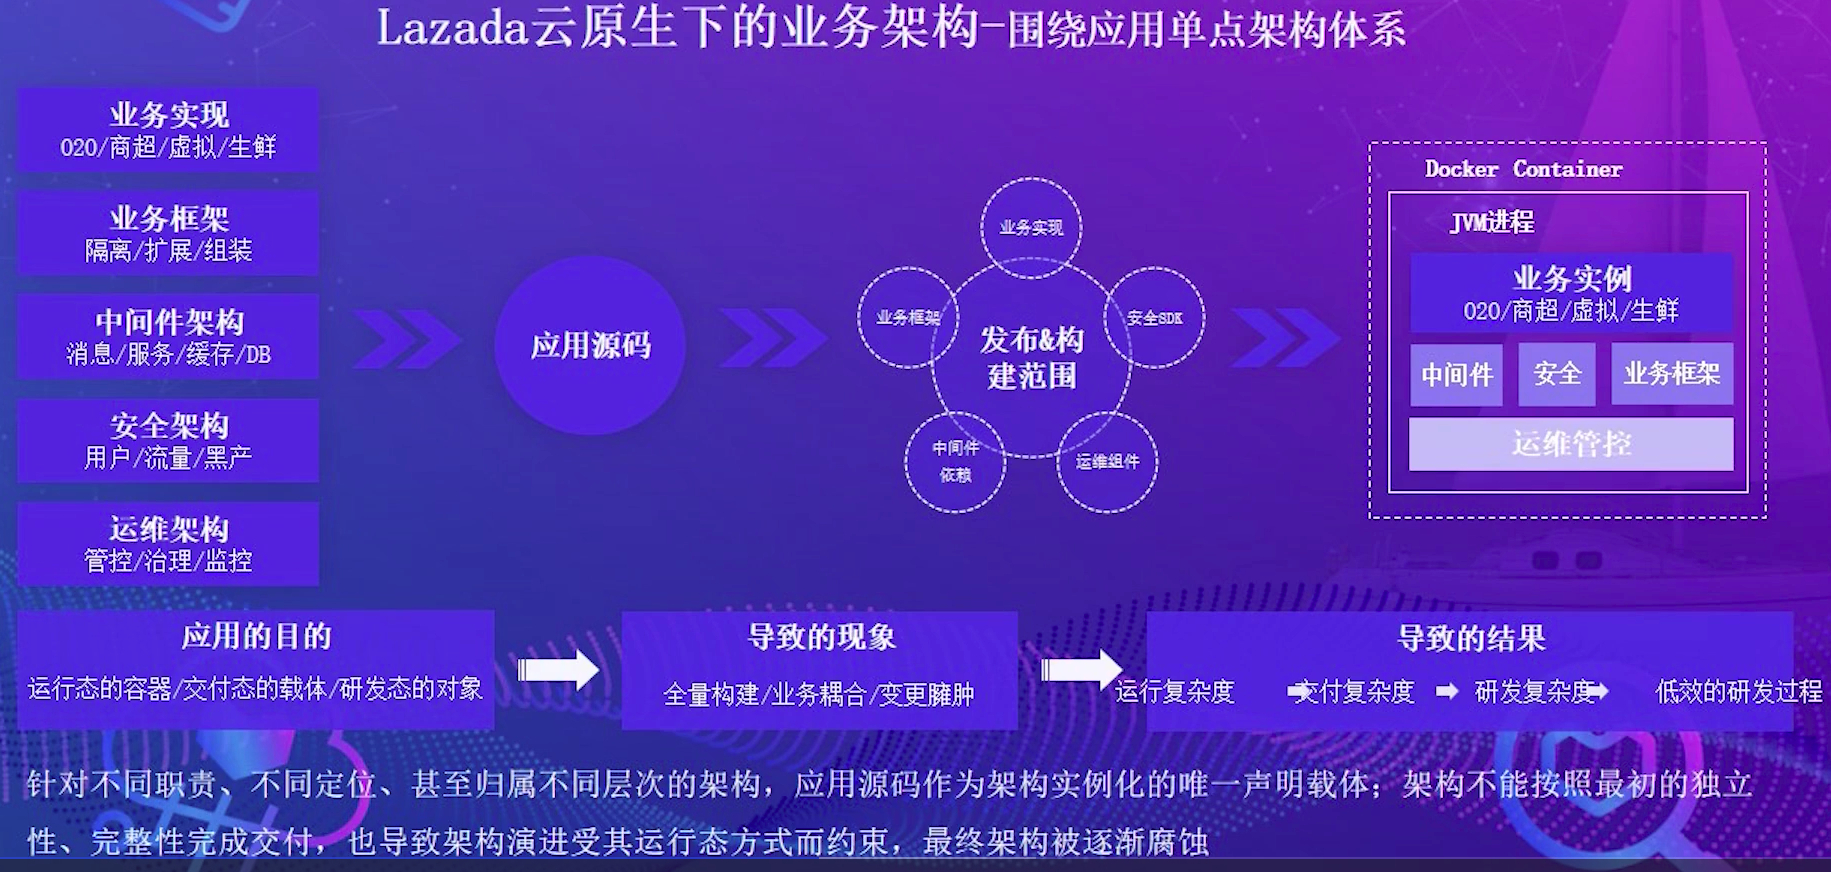 Lazada云原生下的业务架构-围绕应用单点架构体系
业务实现
O2O/商超/虚拟/生鲜
业务框架
隔离/扩展/组装
中间件架构
消息/服务/缓存/DB
安全架构
用户/流量/黑产
运维架构
管控/治理/监控
应用源码
业务实现
业务框架
安全SDK
发布&构
建范围
中间件
依赖
运维组件
Docker Container
JVM进程
业务实例
O2O/商超/虚拟/生鲜
中间件
安全
业务框架
运维管控
应用的目的
运行态的容器/交付态的载体/研发态的对象
导致的现象
全量构建/业务耦合/变更臃肿
导致的结果
运行复杂度 交付复杂度 研发复杂度 低效的研发过程
针对不同职责、不同定位、甚至归属不同层次的架构，应用源码作为架构实例化的唯一声明载体；架构不能按照最初的独立
性、完整性完成交付，也导致架构演进受其运行态方式而约束，最终架构被逐渐腐蚀